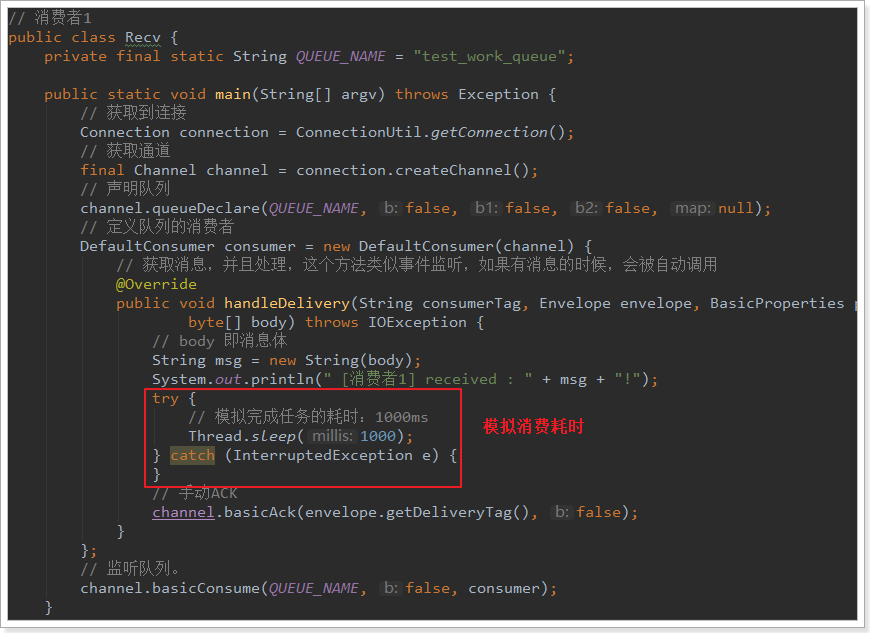 // 消费者1
public class Recv {
    private final static String QUEUE_NAME = "test_work_queue";
    public static void main(String[] argv) throws Exception {
        // 获取到连接
        Connection connection = ConnectionUtil.getConnection();
        // 获取通道
        final Channel channel = connection.createChannel();
        // 声明队列
        channel.queueDeclare(QUEUE_NAME, b: false, b1: false, b2: false, map: null);
        // 定义队列的消费者
        DefaultConsumer consumer = new DefaultConsumer(channel) {
            // 获取消息，并且处理，这个方法类似事件监听，如果有消息的时候，会被自动调用
            @Override
            public void handleDelivery(String consumerTag, Envelope envelope, BasicProperties
                    byte[] body) throws IOException {
                // body 即消息体
                String msg = new String(body);
                System.out.println(" [消费者1] received : " + msg + "!");
                try {
                    // 模拟完成任务的耗时：1000ms
                    Thread.sleep( millis: 1000);
                } catch (InterruptedException e) {
                }
模拟消费耗时
                // 手动ACK
                channel.basicAck(envelope.getDeliveryTag(), b: false);
            }
        };
        // 监听队列。
        channel.basicConsume(QUEUE_NAME, b: false, consumer);
    }